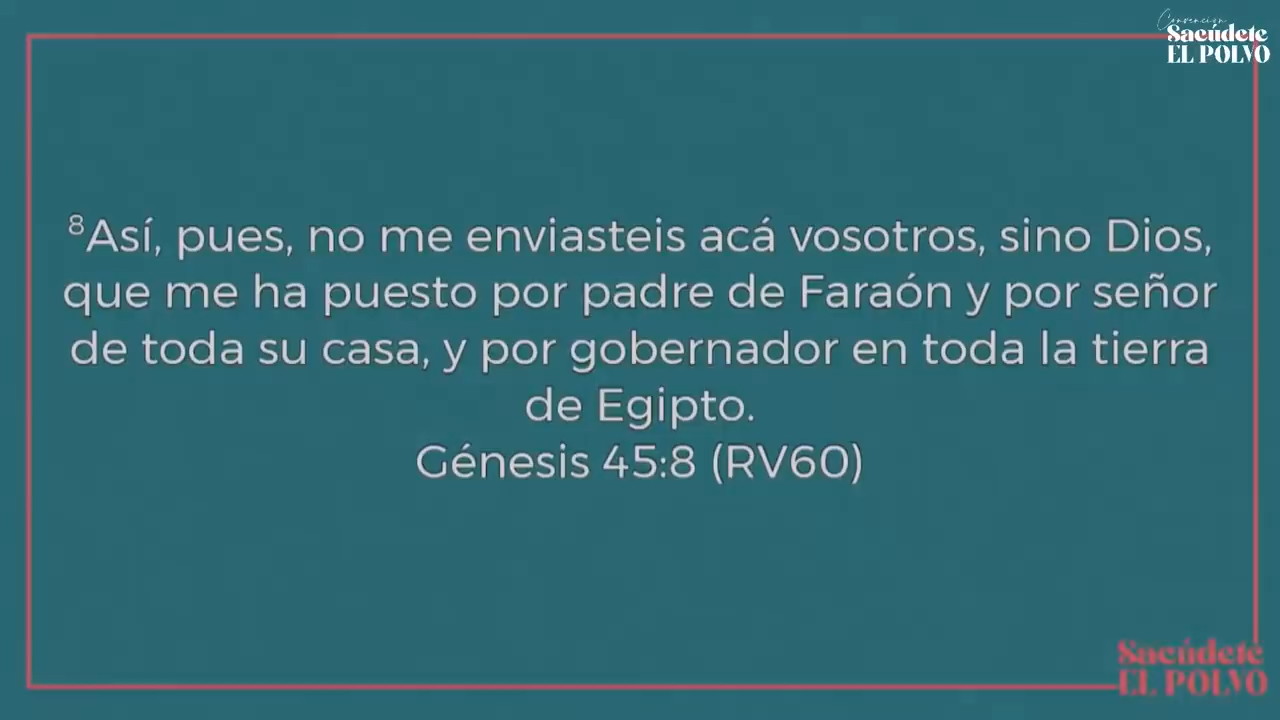 Convención
Sacúdete
EL POLVO
⁸Así, pues, no me enviasteis acá vosotros, sino Dios,
que me ha puesto por padre de Faraón y por señor
de toda su casa, y por gobernador en toda la tierra
de Egipto.
Génesis 45:8 (RV60)
Sacúdete
EL POLVO